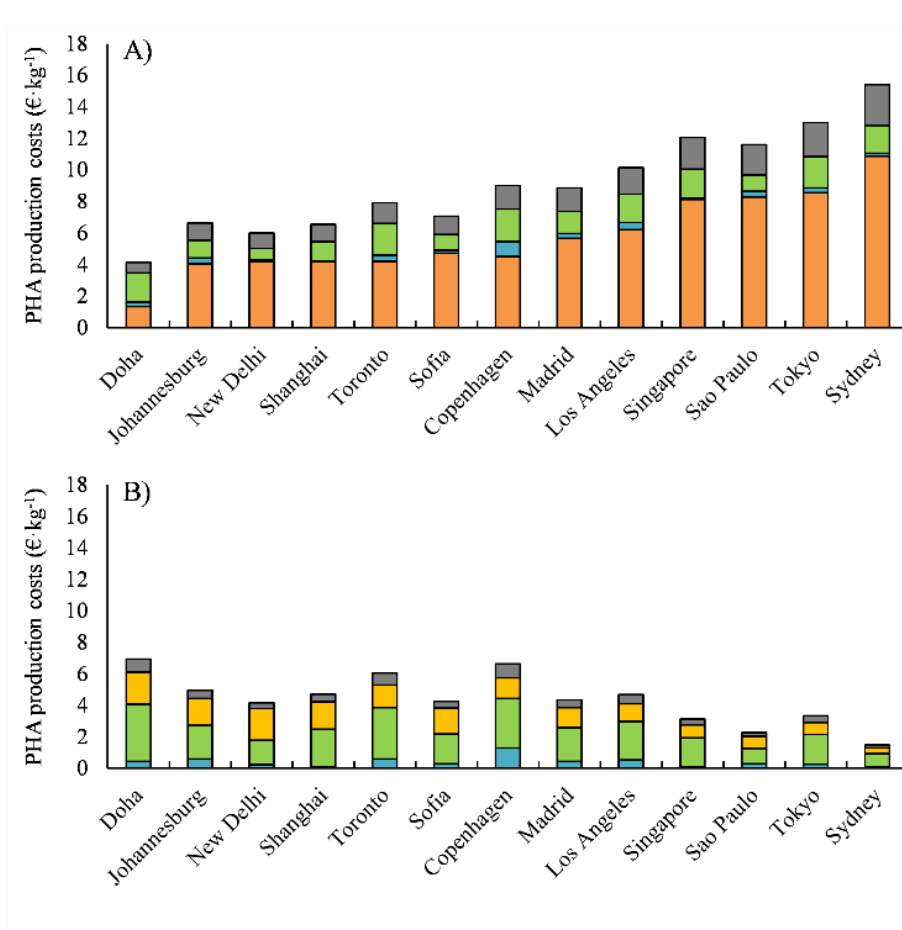 A)
PHA production costs (€·kg⁻¹)
18
16
14
12
10
8
6
4
2
0
Doha
Johannesburg
New Delhi
Shanghai
Toronto
Sofia
Copenhagen
Madrid
Los Angeles
Singapore
Sao Paulo
Tokyo
Sydney
B)
PHA production costs (€·kg⁻¹)
18
16
14
12
10
8
6
4
2
0
Doha
Johannesburg
New Delhi
Shanghai
Toronto
Sofia
Copenhagen
Madrid
Los Angeles
Singapore
Sao Paulo
Tokyo
Sydney